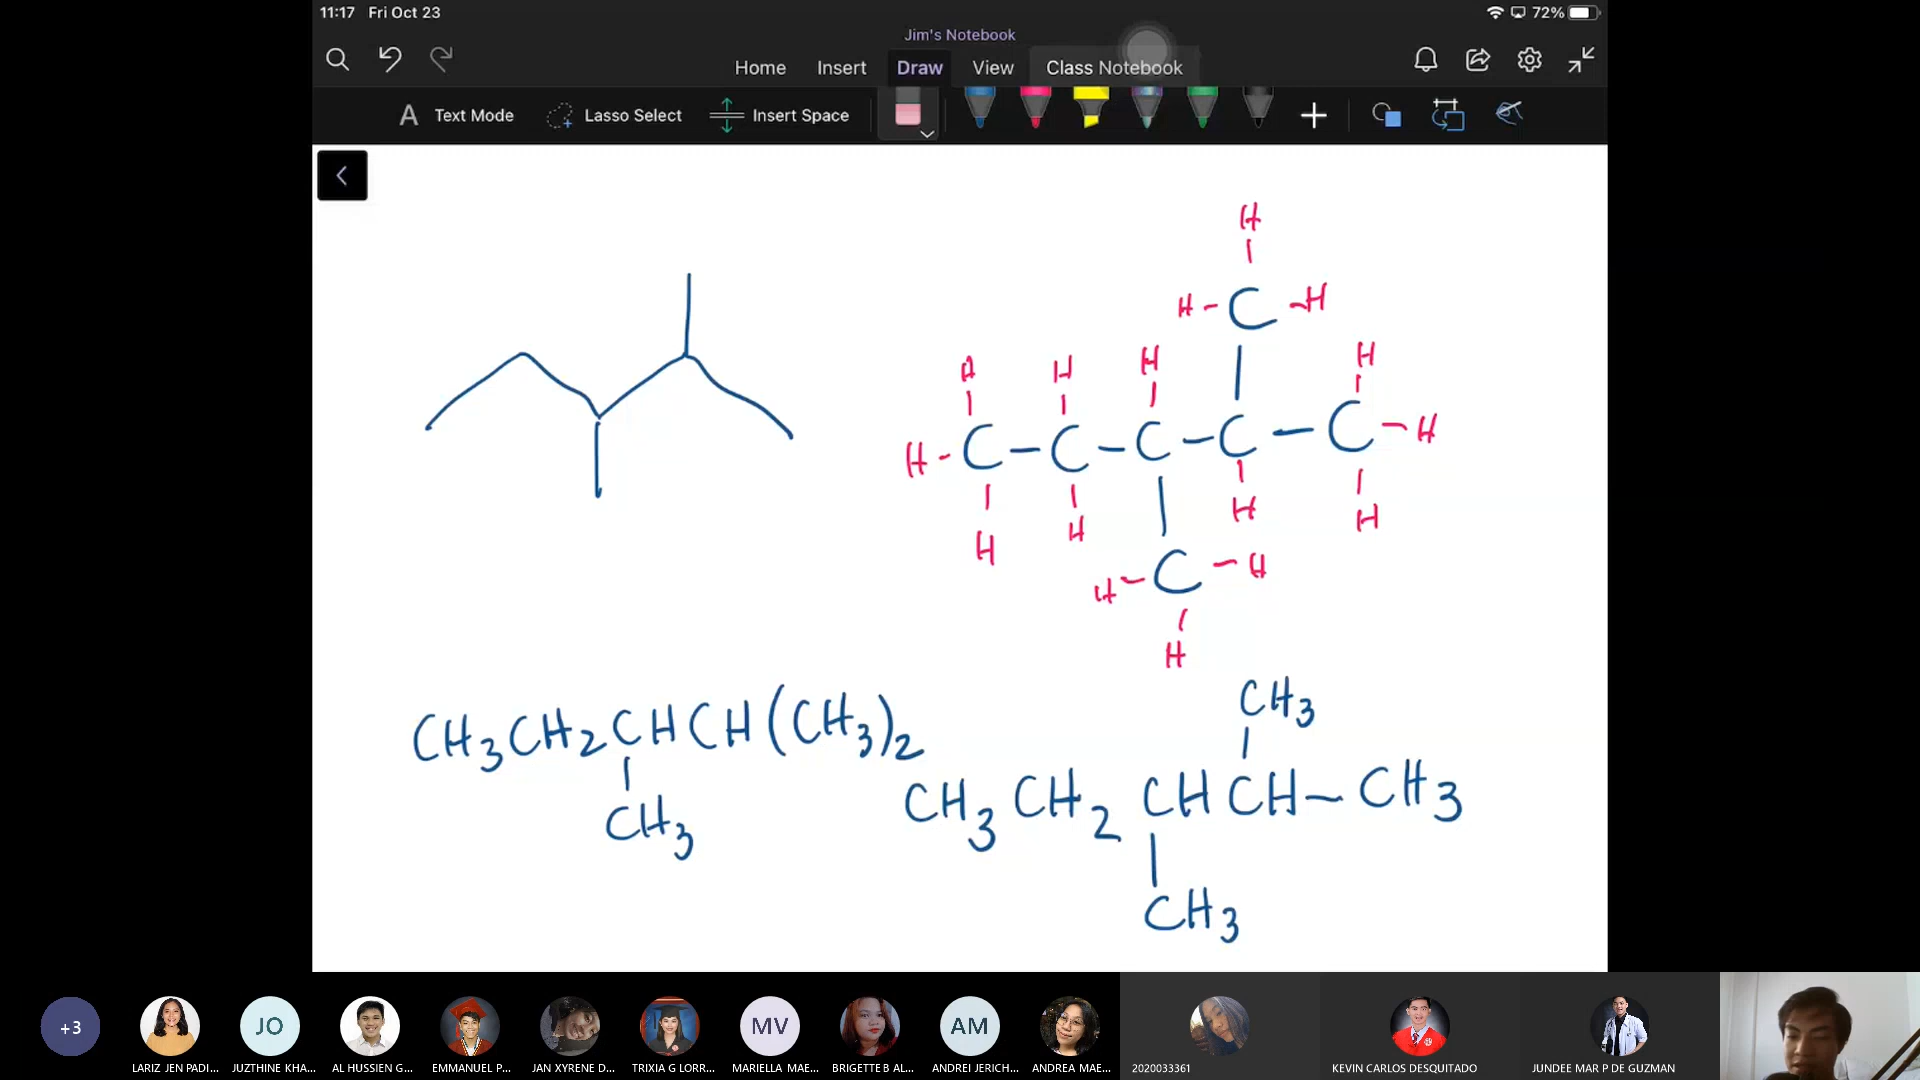 11:17 Fri Oct 23
72%
Jim's Notebook
Home Insert Draw View Class Notebook
A Text Mode Lasso Select Insert Space
H
H-C-H
H H H H
H-C-C-C-C-C-H
H H H H
H-C-H
H
CH3CH2CHCH(CH3)2
CH3
CH3
CH3 CH2 CH CH-CH3
CH3
+3 JO MV AM
LARIZ JEN PADI... JUZTHINE KHA... AL HUSSIEN G... EMMANUEL P... JAN XYRENE D... TRIXIA G LORR... MARIELLA MAE... BRIGETTE B AL... ANDREI JERICH... ANDREA MAE... 2020033361 KEVIN CARLOS DESQUITADO JUNDEE MAR P DE GUZMAN